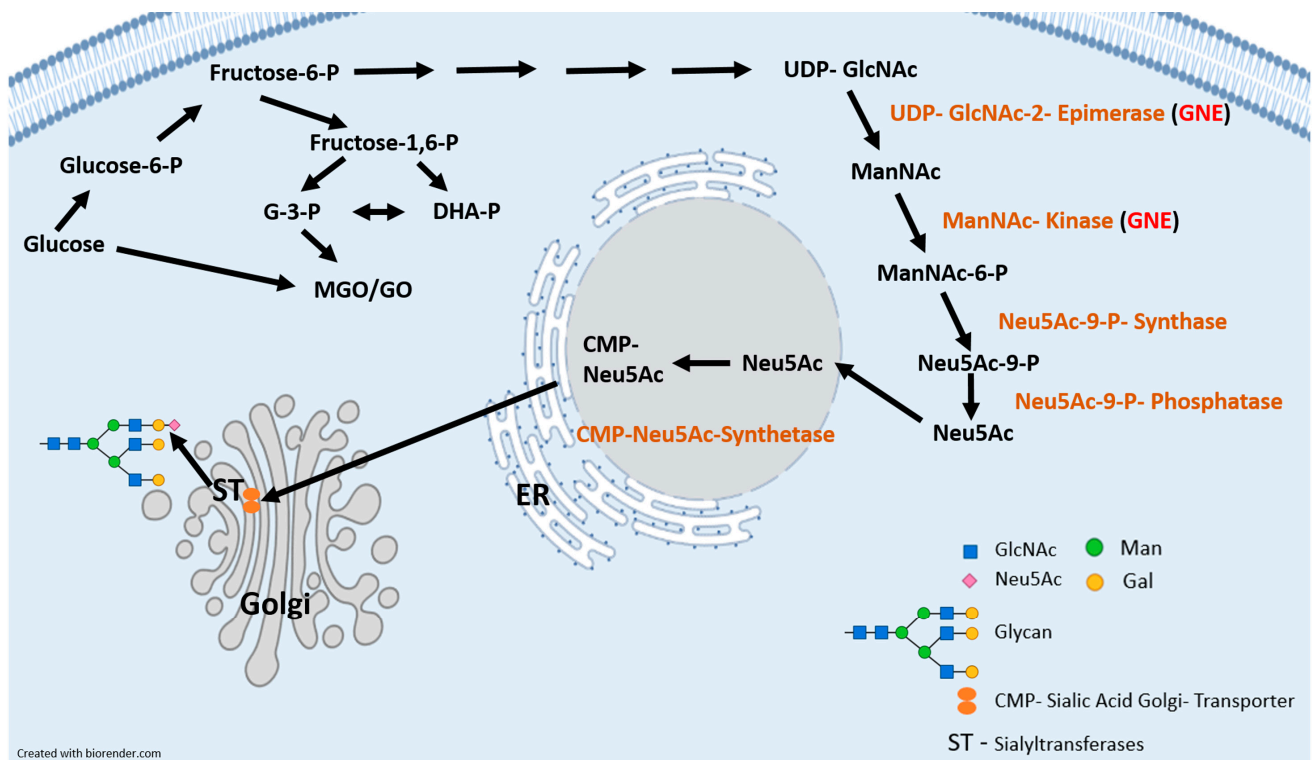 Fructose-6-P
UDP- GlcNAc
UDP- GlcNAc-2- Epimerase (GNE)
Fructose-1,6-P
Glucose-6-P
ManNAc
G-3-P
DHA-P
ManNAc- Kinase (GNE)
Glucose
MGO/GO
ManNAc-6-P
Neu5Ac-9-P- Synthase
CMP-
Neu5Ac
Neu5Ac
Neu5Ac-9-P
Neu5Ac-9-P- Phosphatase
Neu5Ac
CMP-Neu5Ac-Synthetase
ST
ER
Golgi
GlcNAc
Man
Neu5Ac
Gal
Glycan
CMP- Sialic Acid Golgi- Transporter
ST - Sialyltransferases
Created with biorender.com